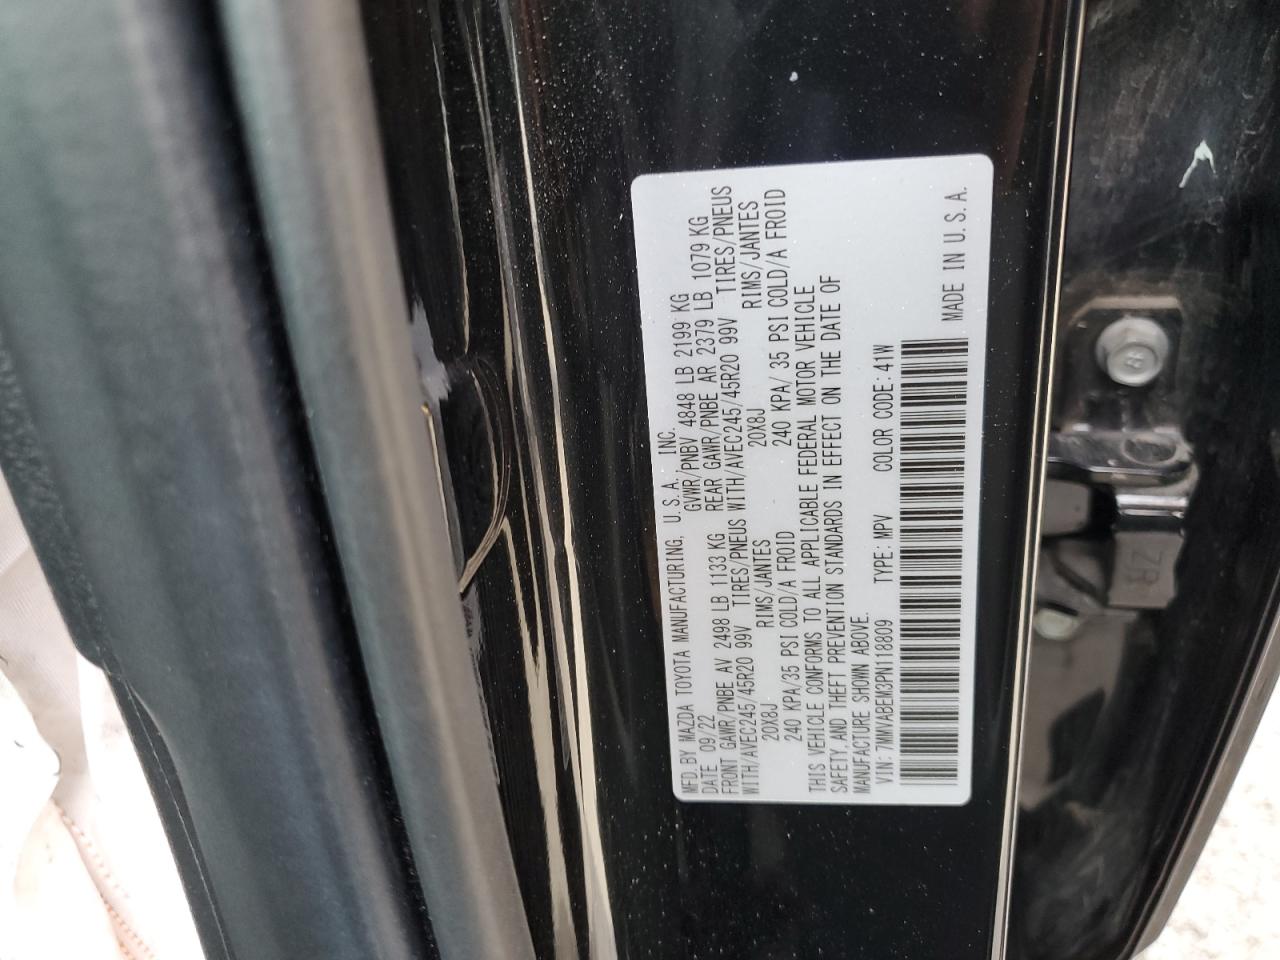 MFD.BY MAZDA TOYOTA MANUFACTURING, U.S.A., INC.
DATE 09/22 GVWR/PNBV 4848 LB 2199 KG
FRONT GAWR/PNBE AV 2498 LB 1133 KG REAR GAWR/PNBE AR 2379 LB 1079 KG
WITH/AVEC245/45R20 99V TIRES/PNEUS WITH/AVEC245/45R20 99V TIRES/PNEUS
20X8J RIMS/JANTES 20X8J RIMS/JANTES
240 KPA/35 PSI COLD/A FROID 240 KPA/ 35 PSI COLD/A FROID
THIS VEHICLE CONFORMS TO ALL APPLICABLE FEDERAL MOTOR VEHICLE
SAFETY,AND THEFT PREVENTION STANDARDS IN EFFECT ON THE DATE OF
MANUFACTURE SHOWN ABOVE.
VIN: 7MMVABEM3PN118809 TYPE: MPV COLOR CODE: 41W
MADE IN U.S.A.
8
ZR